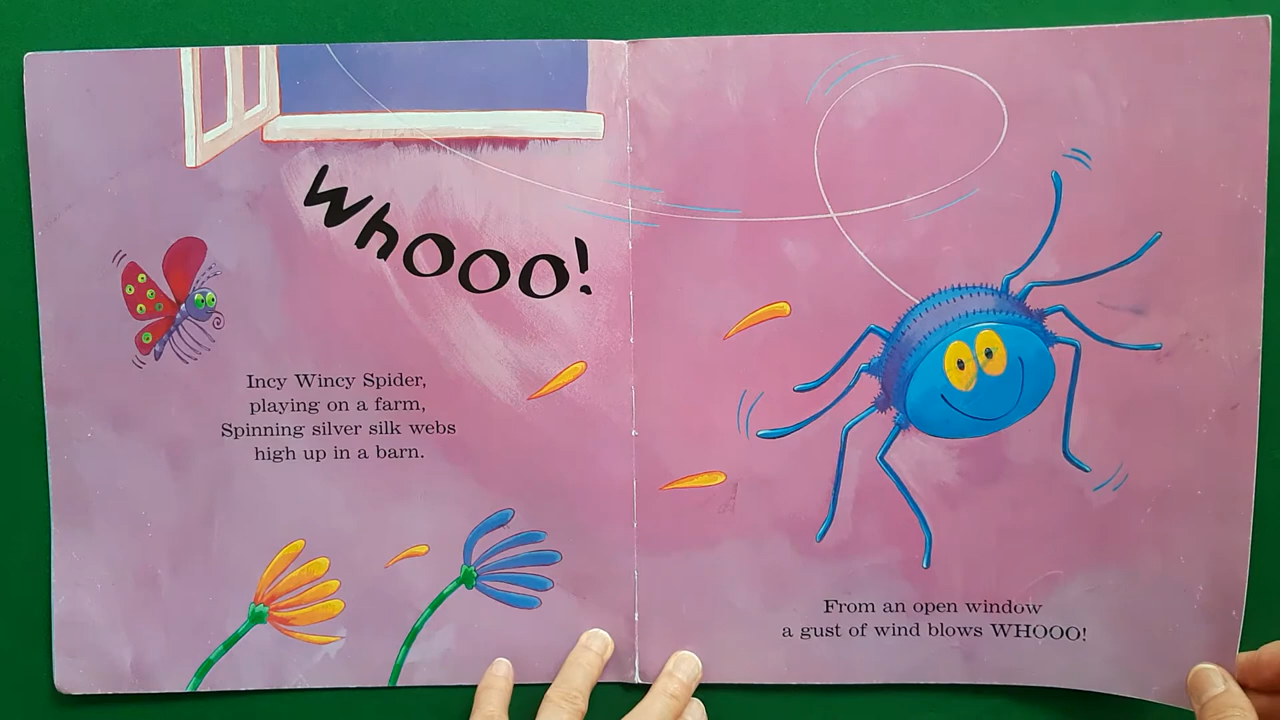 Whooo!
Incy Wincy Spider,
playing on a farm,
Spinning silver silk webs
high up in a barn.
From an open window
a gust of wind blows WHOOO!